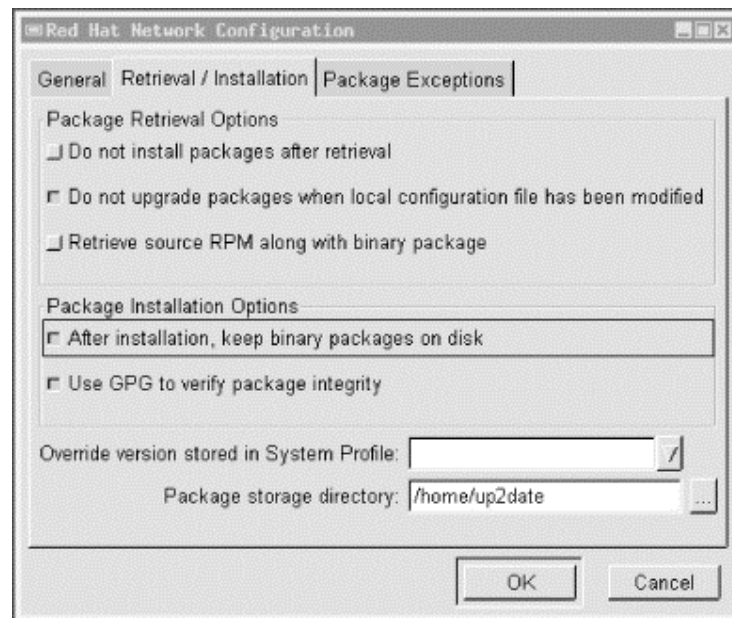 Red Hat Network Configuration
General Retrieval / Installation Package Exceptions
Package Retrieval Options
Do not install packages after retrieval
Do not upgrade packages when local configuration file has been modified
Retrieve source RPM along with binary package
Package Installation Options
After installation, keep binary packages on disk
Use GPG to verify package integrity
Override version stored in System Profile:
Package storage directory: /home/up2date ...
OK Cancel